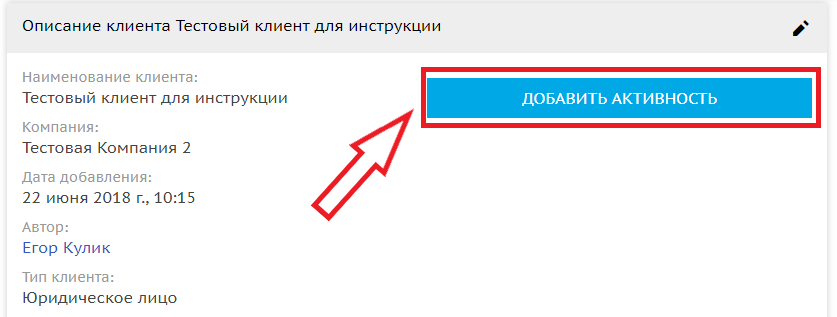 Описание клиента Тестовый клиент для инструкции
Наименование клиента:
Тестовый клиент для инструкции
Компания:
Тестовая Компания 2
Дата добавления:
22 июня 2018 г., 10:15
Автор:
Егор Кулик
Тип клиента:
Юридическое лицо
ДОБАВИТЬ АКТИВНОСТЬ